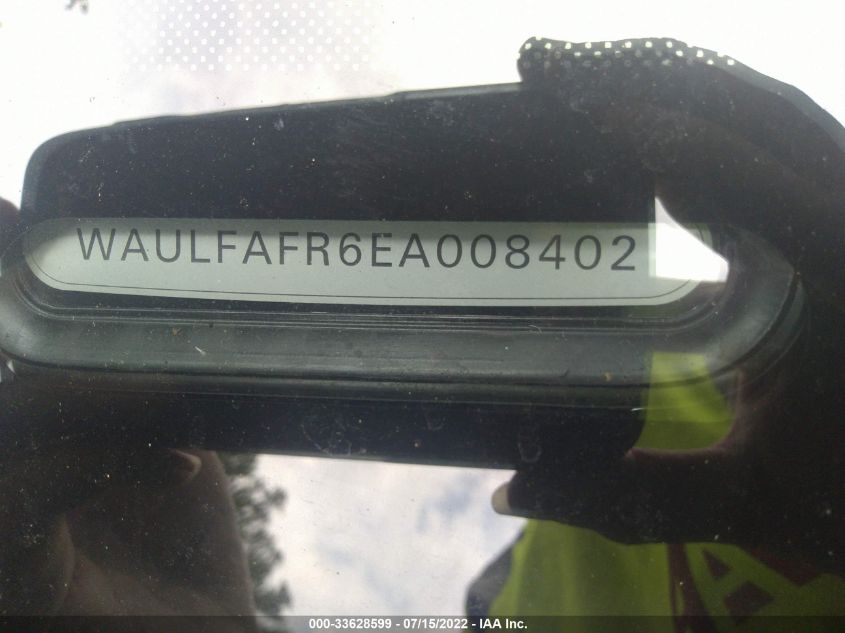 WAULFAFR6EA008402
000-33628599 - 07/15/2022 - IAA Inc.